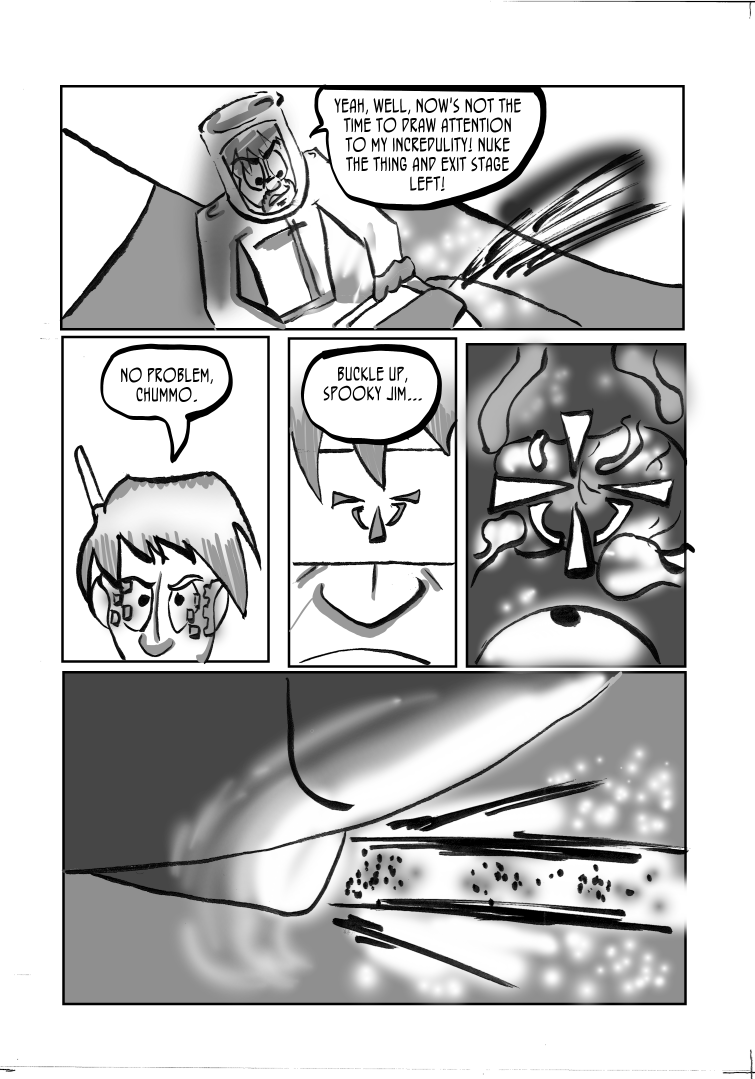 YEAH, WELL, NOW'S NOT THE
TIME TO DRAW ATTENTION
TO MY INCREDULITY! NUKE
THE THING AND EXIT STAGE
LEFT!
NO PROBLEM,
CHUMMO.
BUCKLE UP,
SPOOKY JIM...